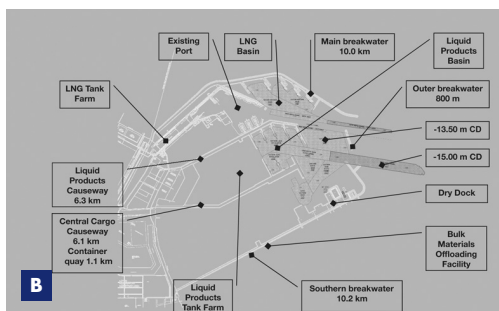 Existing
Port
LNG
Basin
Main breakwater
10.0 km
Liquid
Products
Basin
LNG Tank
Farm
Outer breakwater
800 m
-13.50 m CD
-15.00 m CD
Liquid
Products
Causeway
6.3 km
Dry Dock
Central Cargo
Causeway
6.1 km
Container
quay 1.1 km
Bulk
Materials
Offloading
Facility
B
Liquid
Products
Tank Farm
Southern breakwater
10.2 km